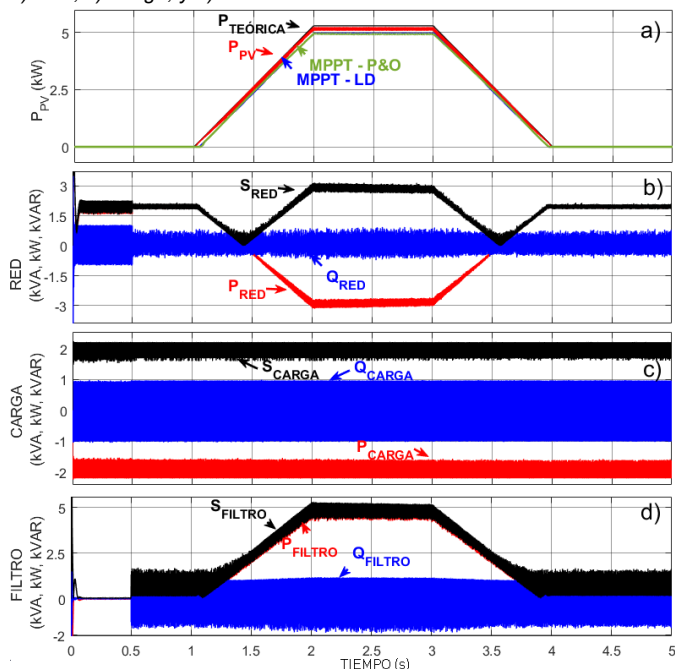 a)
P_TEÓRICA
P_PV
MPPT - P&O
MPPT - LD
P_PV (kW)
5
2.5
0
b)
S_RED
Q_RED
P_RED
RED
(kVA, kW, kVAR)
3
1.5
0
-1.5
-3
c)
S_CARGA
Q_CARGA
P_CARGA
CARGA
(kVA, kW, kVAR)
2
1
0
-1
-2
d)
S_FILTRO
P_FILTRO
Q_FILTRO
FILTRO
(kVA, kW, kVAR)
5
2.5
0
-2
0 0.5 1 1.5 2 2.5 3 3.5 4 4.5 5
TIEMPO (s)